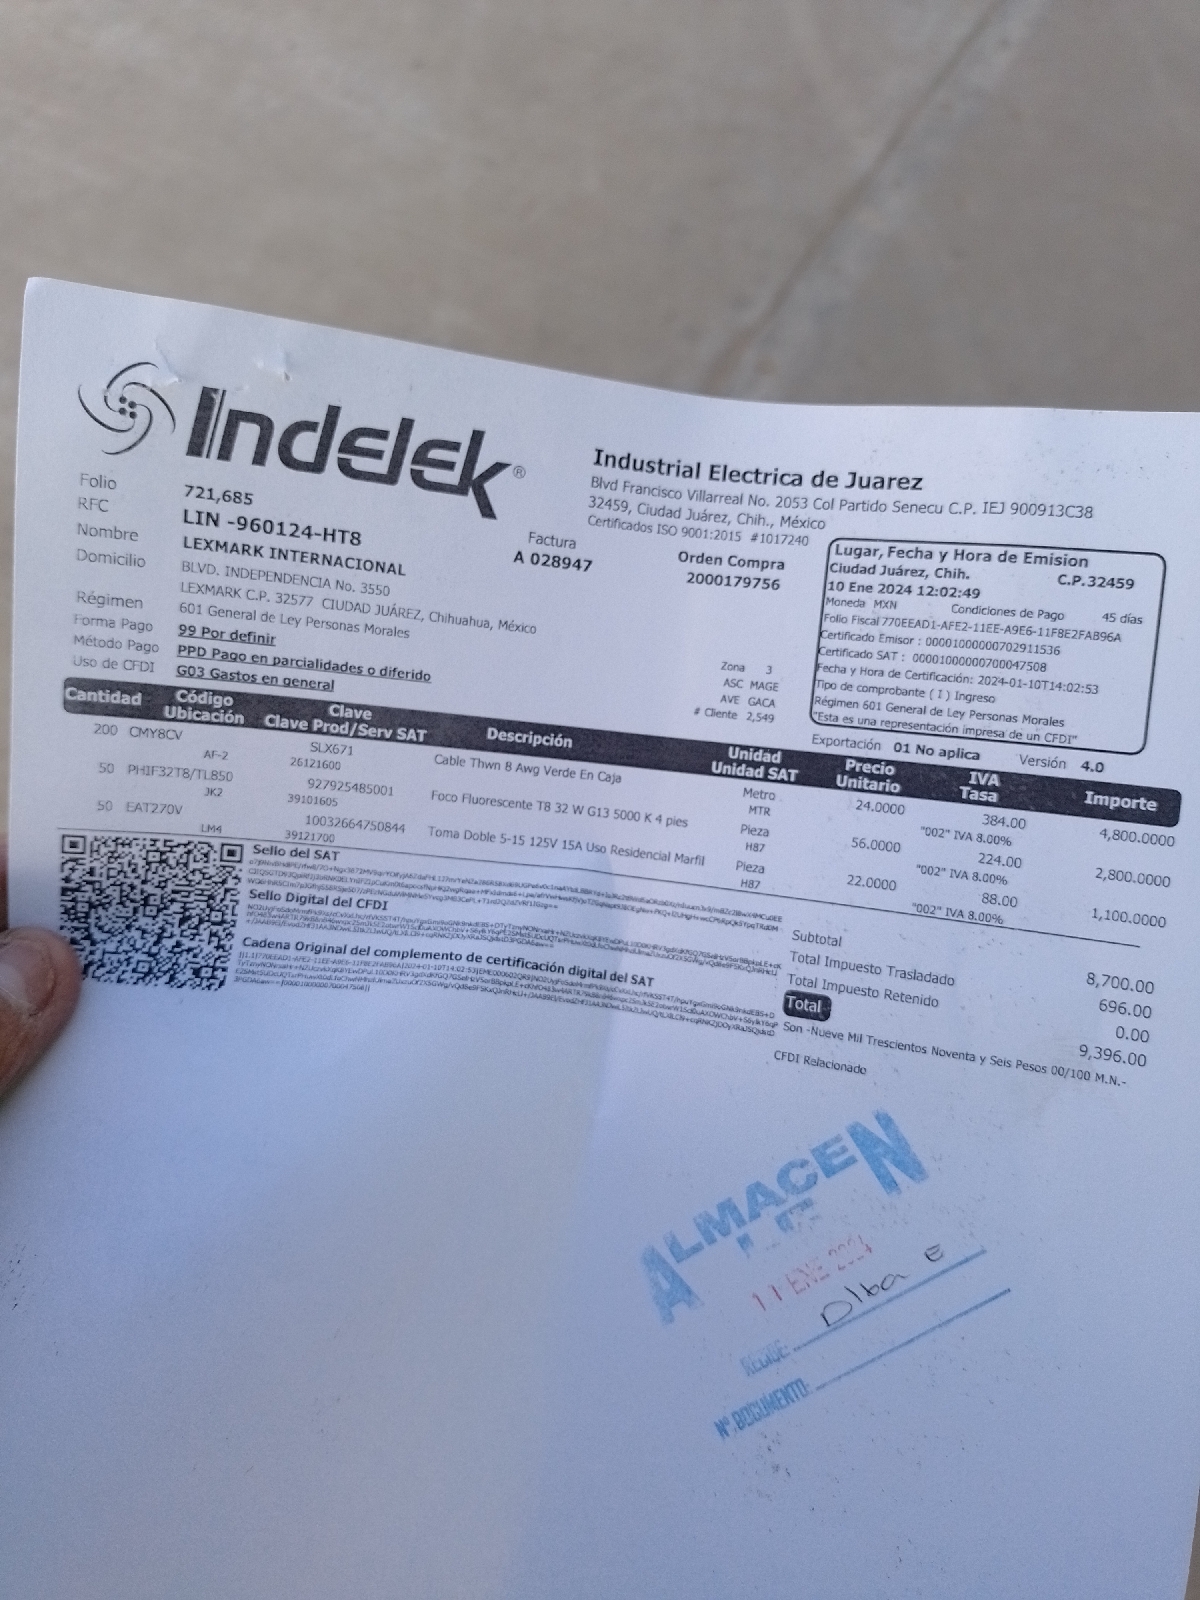 Indelek®
Industrial Electrica de Juarez
Blvd Francisco Villarreal No. 2053 Col Partido Senecu C.P. IEJ 900913C38
32459, Ciudad Juárez, Chih., México
Certificados ISO 9001:2015 #1017240
Folio 721,685
RFC LIN -960124-HT8
Nombre LEXMARK INTERNACIONAL
Domicilio BLVD. INDEPENDENCIA No. 3550
LEXMARK C.P. 32577 CIUDAD JUÁREZ, Chihuahua, México
Régimen 601 General de Ley Personas Morales
Forma Pago 99 Por definir
Método Pago PPD Pago en parcialidades o diferido
Uso de CFDI G03 Gastos en general
Factura
A 028947
Orden Compra
2000179756
Lugar, Fecha y Hora de Emision
Ciudad Juárez, Chih. C.P.32459
10 Ene 2024 12:02:49
Moneda MXN Condiciones de Pago 45 días
Folio Fiscal 770EEAD1-AFE2-11EE-A9E6-11F8E2FAB96A
Certificado Emisor : 00001000000702911536
Certificado SAT : 00001000000700047508
Fecha y Hora de Certificación: 2024-01-10T14:02:53
Tipo de comprobante ( I ) Ingreso
Régimen 601 General de Ley Personas Morales
"Esta es una representación impresa de un CFDI"
Zona 3
ASC MAGE
AVE GACA
# Cliente 2,549
Exportación 01 No aplica Versión 4.0
Cantidad Código Ubicación Clave Clave Prod/Serv SAT Descripción Unidad Unidad SAT Precio Unitario IVA Tasa Importe
200 CMY8CV SLX671 Cable Thwn 8 Awg Verde En Caja Metro 24.0000 384.00 4,800.0000
AF-2 26121600 MTR "002" IVA 8.00%
50 PHIF32T8/TL850 927925485001 Foco Fluorescente T8 32 W G13 5000 K 4 pies Pieza 56.0000 224.00 2,800.0000
JK2 39101605 H87 "002" IVA 8.00%
50 EAT270V 10032664750844 Toma Doble 5-15 125V 15A Uso Residencial Marfil Pieza 22.0000 88.00 1,100.0000
LM4 39121700 H87 "002" IVA 8.00%
Sello del SAT
Sello Digital del CFDI
Cadena Original del complemento de certificación digital del SAT
Subtotal 8,700.00
Total Impuesto Trasladado 696.00
Total Impuesto Retenido 0.00
Total 9,396.00
Son -Nueve Mil Trescientos Noventa y Seis Pesos 00/100 M.N.-
CFDI Relacionado
ALMACEN
11 ENE 2024
RECIBE: Dlba E
Nº. DOCUMENTO: